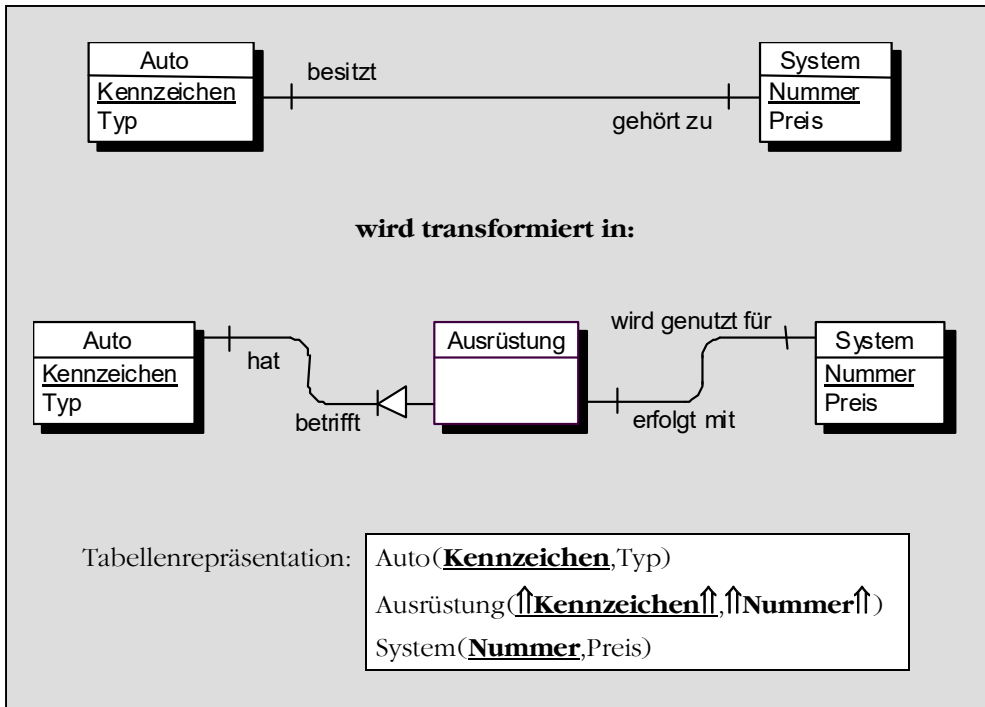 Auto
Kennzeichen
Typ
besitzt
gehört zu
System
Nummer
Preis
wird transformiert in:
Auto
Kennzeichen
Typ
hat
betrifft
Ausrüstung
wird genutzt für
erfolgt mit
System
Nummer
Preis
Tabellenrepräsentation:
Auto(Kennzeichen,Typ)
Ausrüstung(⇑Kennzeichen⇑,⇑Nummer⇑)
System(Nummer,Preis)